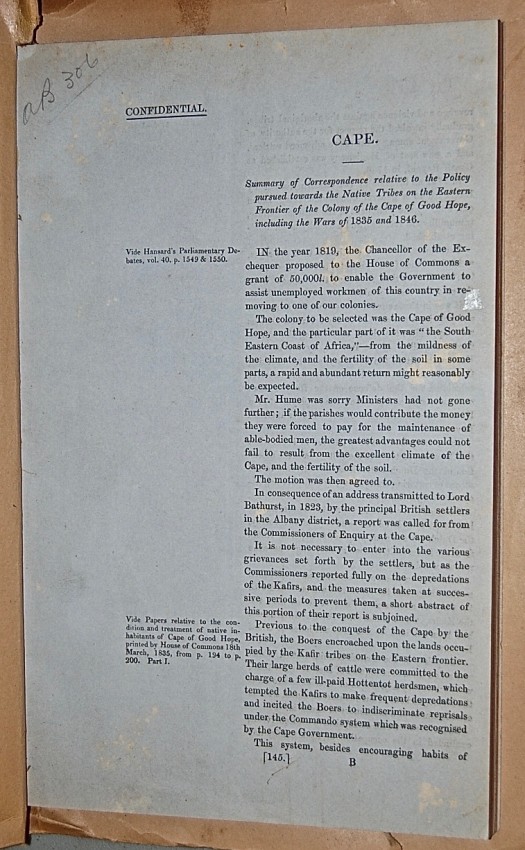 aB 306
CONFIDENTIAL.
CAPE.
Summary of Correspondence relative to the Policy
pursued towards the Native Tribes on the Eastern
Frontier of the Colony of the Cape of Good Hope,
including the Wars of 1835 and 1846.
Vide Hansard's Parliamentary De-
bates, vol. 40, p. 1549 & 1550.
IN the year 1819, the Chancellor of the Ex-
chequer proposed to the House of Commons a
grant of 50,000l. to enable the Government to
assist unemployed workmen of this country in re-
moving to one of our colonies.
The colony to be selected was the Cape of Good
Hope, and the particular part of it was "the South
Eastern Coast of Africa,"—from the mildness of
the climate, and the fertility of the soil in some
parts, a rapid and abundant return might reasonably
be expected.
Mr. Hume was sorry Ministers had not gone
further; if the parishes would contribute the money
they were forced to pay for the maintenance of
able-bodied men, the greatest advantages could not
fail to result from the excellent climate of the
Cape, and the fertility of the soil.
The motion was then agreed to.
In consequence of an address transmitted to Lord
Bathurst, in 1823, by the principal British settlers
in the Albany district, a report was called for from
the Commissioners of Enquiry at the Cape.
It is not necessary to enter into the various
grievances set forth by the settlers, but as the
Commissioners reported fully on the depredations
of the Kafirs, and the measures taken at succes-
sive periods to prevent them, a short abstract of
this portion of their report is subjoined.
Vide Papers relative to the con-
dition and treatment of native in-
habitants of Cape of Good Hope,
printed by House of Commons 18th
March, 1835, from p. 194 to p.
200. Part I.
Previous to the conquest of the Cape by the
British, the Boers encroached upon the lands occu-
pied by the Kafir tribes on the Eastern frontier.
Their large herds of cattle were committed to the
charge of a few ill-paid Hottentot herdsmen, which
tempted the Kafirs to make frequent depredations
and incited the Boers to indiscriminate reprisals
under the Commando system which was recognised
by the Cape Government.
This system, besides encouraging habits of
[145.] B